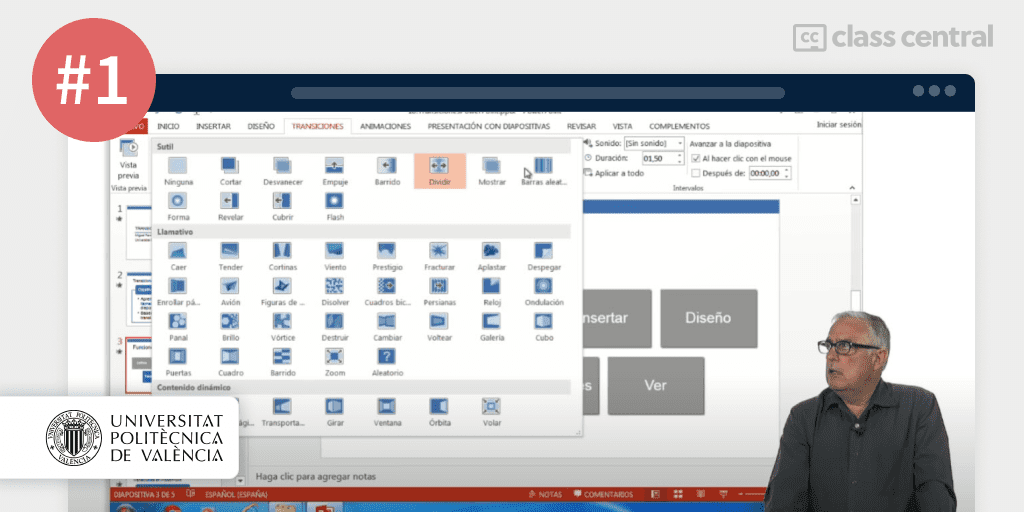 #1
class central
INICIO INSERTAR DISEÑO TRANSICIONES ANIMACIONES PRESENTACIÓN CON DIAPOSITIVAS REVISAR VISTA COMPLEMENTOS Iniciar sesión
Vista
previa
Vista previa
Sutil
Ninguna Cortar Desvanecer Empuje Barrido Dividir Mostrar Barras aleat...
Forma Revelar Cubrir Flash
Llamativo
Caer Tender Cortinas Viento Prestigio Fracturar Aplastar Despegar
Enrollar pá... Avión Figuras de ... Disolver Cuadros bic... Persianas Reloj Ondulación
Panal Brillo Vórtice Destruir Cambiar Voltear Galería Cubo
Puertas Cuadro Barrido Zoom Aleatorio
Contenido dinámico
Transporta... Girar Ventana Órbita Volar
Sonido: [Sin sonido]
Duración: 01,50
Aplicar a todo
Avanzar a la diapositiva
Al hacer clic con el mouse
Después de: 00:00,00
Intervalos
1
2
3
Diseño
Ver
Haga clic para agregar notas
DIAPOSITIVA 3 DE 5 ESPAÑOL (ESPAÑA) NOTAS COMENTARIOS
UNIVERSITAT
POLITÈCNICA
DE VALÈNCIA